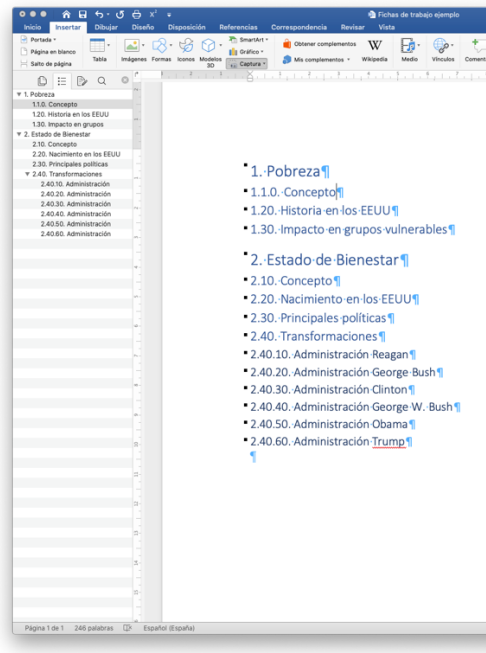 Fichas de trabajo ejemplo
Inicio Insertar Dibujar Diseño Disposición Referencias Correspondencia Revisar Vista
Portada
Página en blanco
Salto de página
Tabla
Imágenes Formas Iconos Modelos 3D
SmartArt
Gráfico
Captura
Obtener complementos
Mis complementos
Wikipedia
Medio
Vínculos
Coment
1. Pobreza
1.1.0. Concepto
1.20. Historia en los EEUU
1.30. Impacto en grupos
2. Estado de Bienestar
2.10. Concepto
2.20. Nacimiento en los EEUU
2.30. Principales políticas
2.40. Transformaciones
2.40.10. Administración
2.40.20. Administración
2.40.30. Administración
2.40.40. Administración
2.40.50. Administración
2.40.60. Administración
1.·Pobreza¶
1.1.0.·Concepto¶
1.20.·Historia·en·los·EEUU¶
1.30.·Impacto·en·grupos·vulnerables¶
2.·Estado·de·Bienestar¶
2.10.·Concepto¶
2.20.·Nacimiento·en·los·EEUU¶
2.30.·Principales·políticas¶
2.40.·Transformaciones¶
2.40.10.·Administración·Reagan¶
2.40.20.·Administración·George·Bush¶
2.40.30.·Administración·Clinton¶
2.40.40.·Administración·George·W.·Bush¶
2.40.50.·Administración·Obama¶
2.40.60.·Administración·Trump¶
¶
Página 1 de 1 246 palabras Español (España)